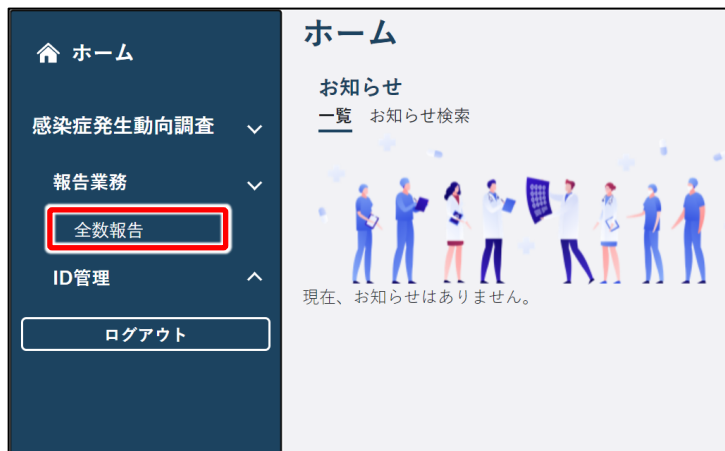 ホーム
感染症発生動向調査
報告業務
全数報告
ID管理
ログアウト
ホーム
お知らせ
一覧 お知らせ検索
現在、お知らせはありません。